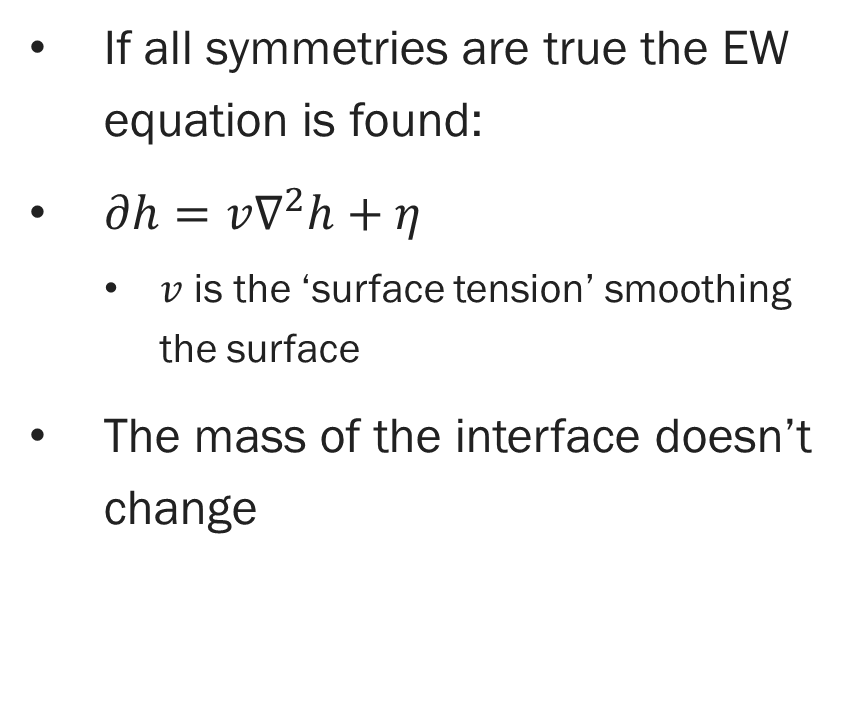 • If all symmetries are true the EW
equation is found:
• ∂h = v∇²h + η
• v is the ‘surface tension’ smoothing
the surface
• The mass of the interface doesn’t
change